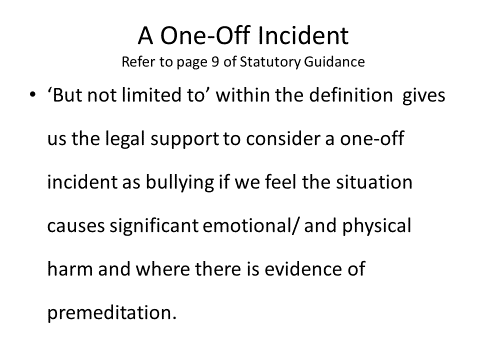 A One-Off Incident
Refer to page 9 of Statutory Guidance
• ‘But not limited to’ within the definition gives
us the legal support to consider a one-off
incident as bullying if we feel the situation
causes significant emotional/ and physical
harm and where there is evidence of
premeditation.